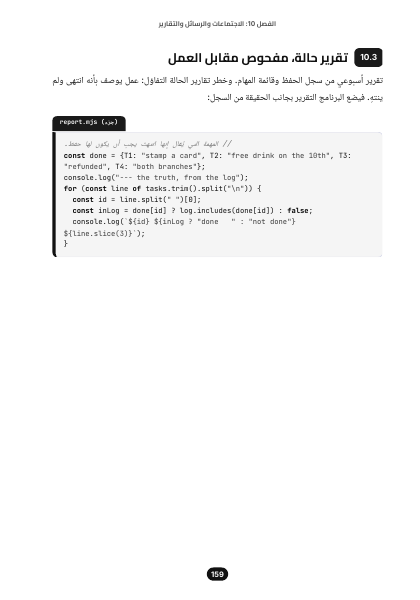 الفصل 10: الاجتماعات والرسائل والتقارير
10.3 تقرير حالة، مفحوص مقابل العمل
تقرير أسبوعي من سجل الحفظ وقائمة المهام. وخطر تقارير الحالة التفاؤل: عمل يوصف بأنه انتهى ولم
ينتهِ. فيضع البرنامج التقرير بجانب الحقيقة من السجل:
report.mjs (جزء)
// المهمة التي يقال إنها انتهت يجب أن يكون لها حفظ.
const done = {T1: "stamp a card", T2: "free drink on the 10th", T3:
"refunded", T4: "both branches"};
console.log("--- the truth, from the log");
for (const line of tasks.trim().split("\n")) {
const id = line.split(" ")[0];
const inLog = done[id] ? log.includes(done[id]) : false;
console.log(`${id} ${inLog ? "done   " : "not done"}
${line.slice(3)}`);
}
159